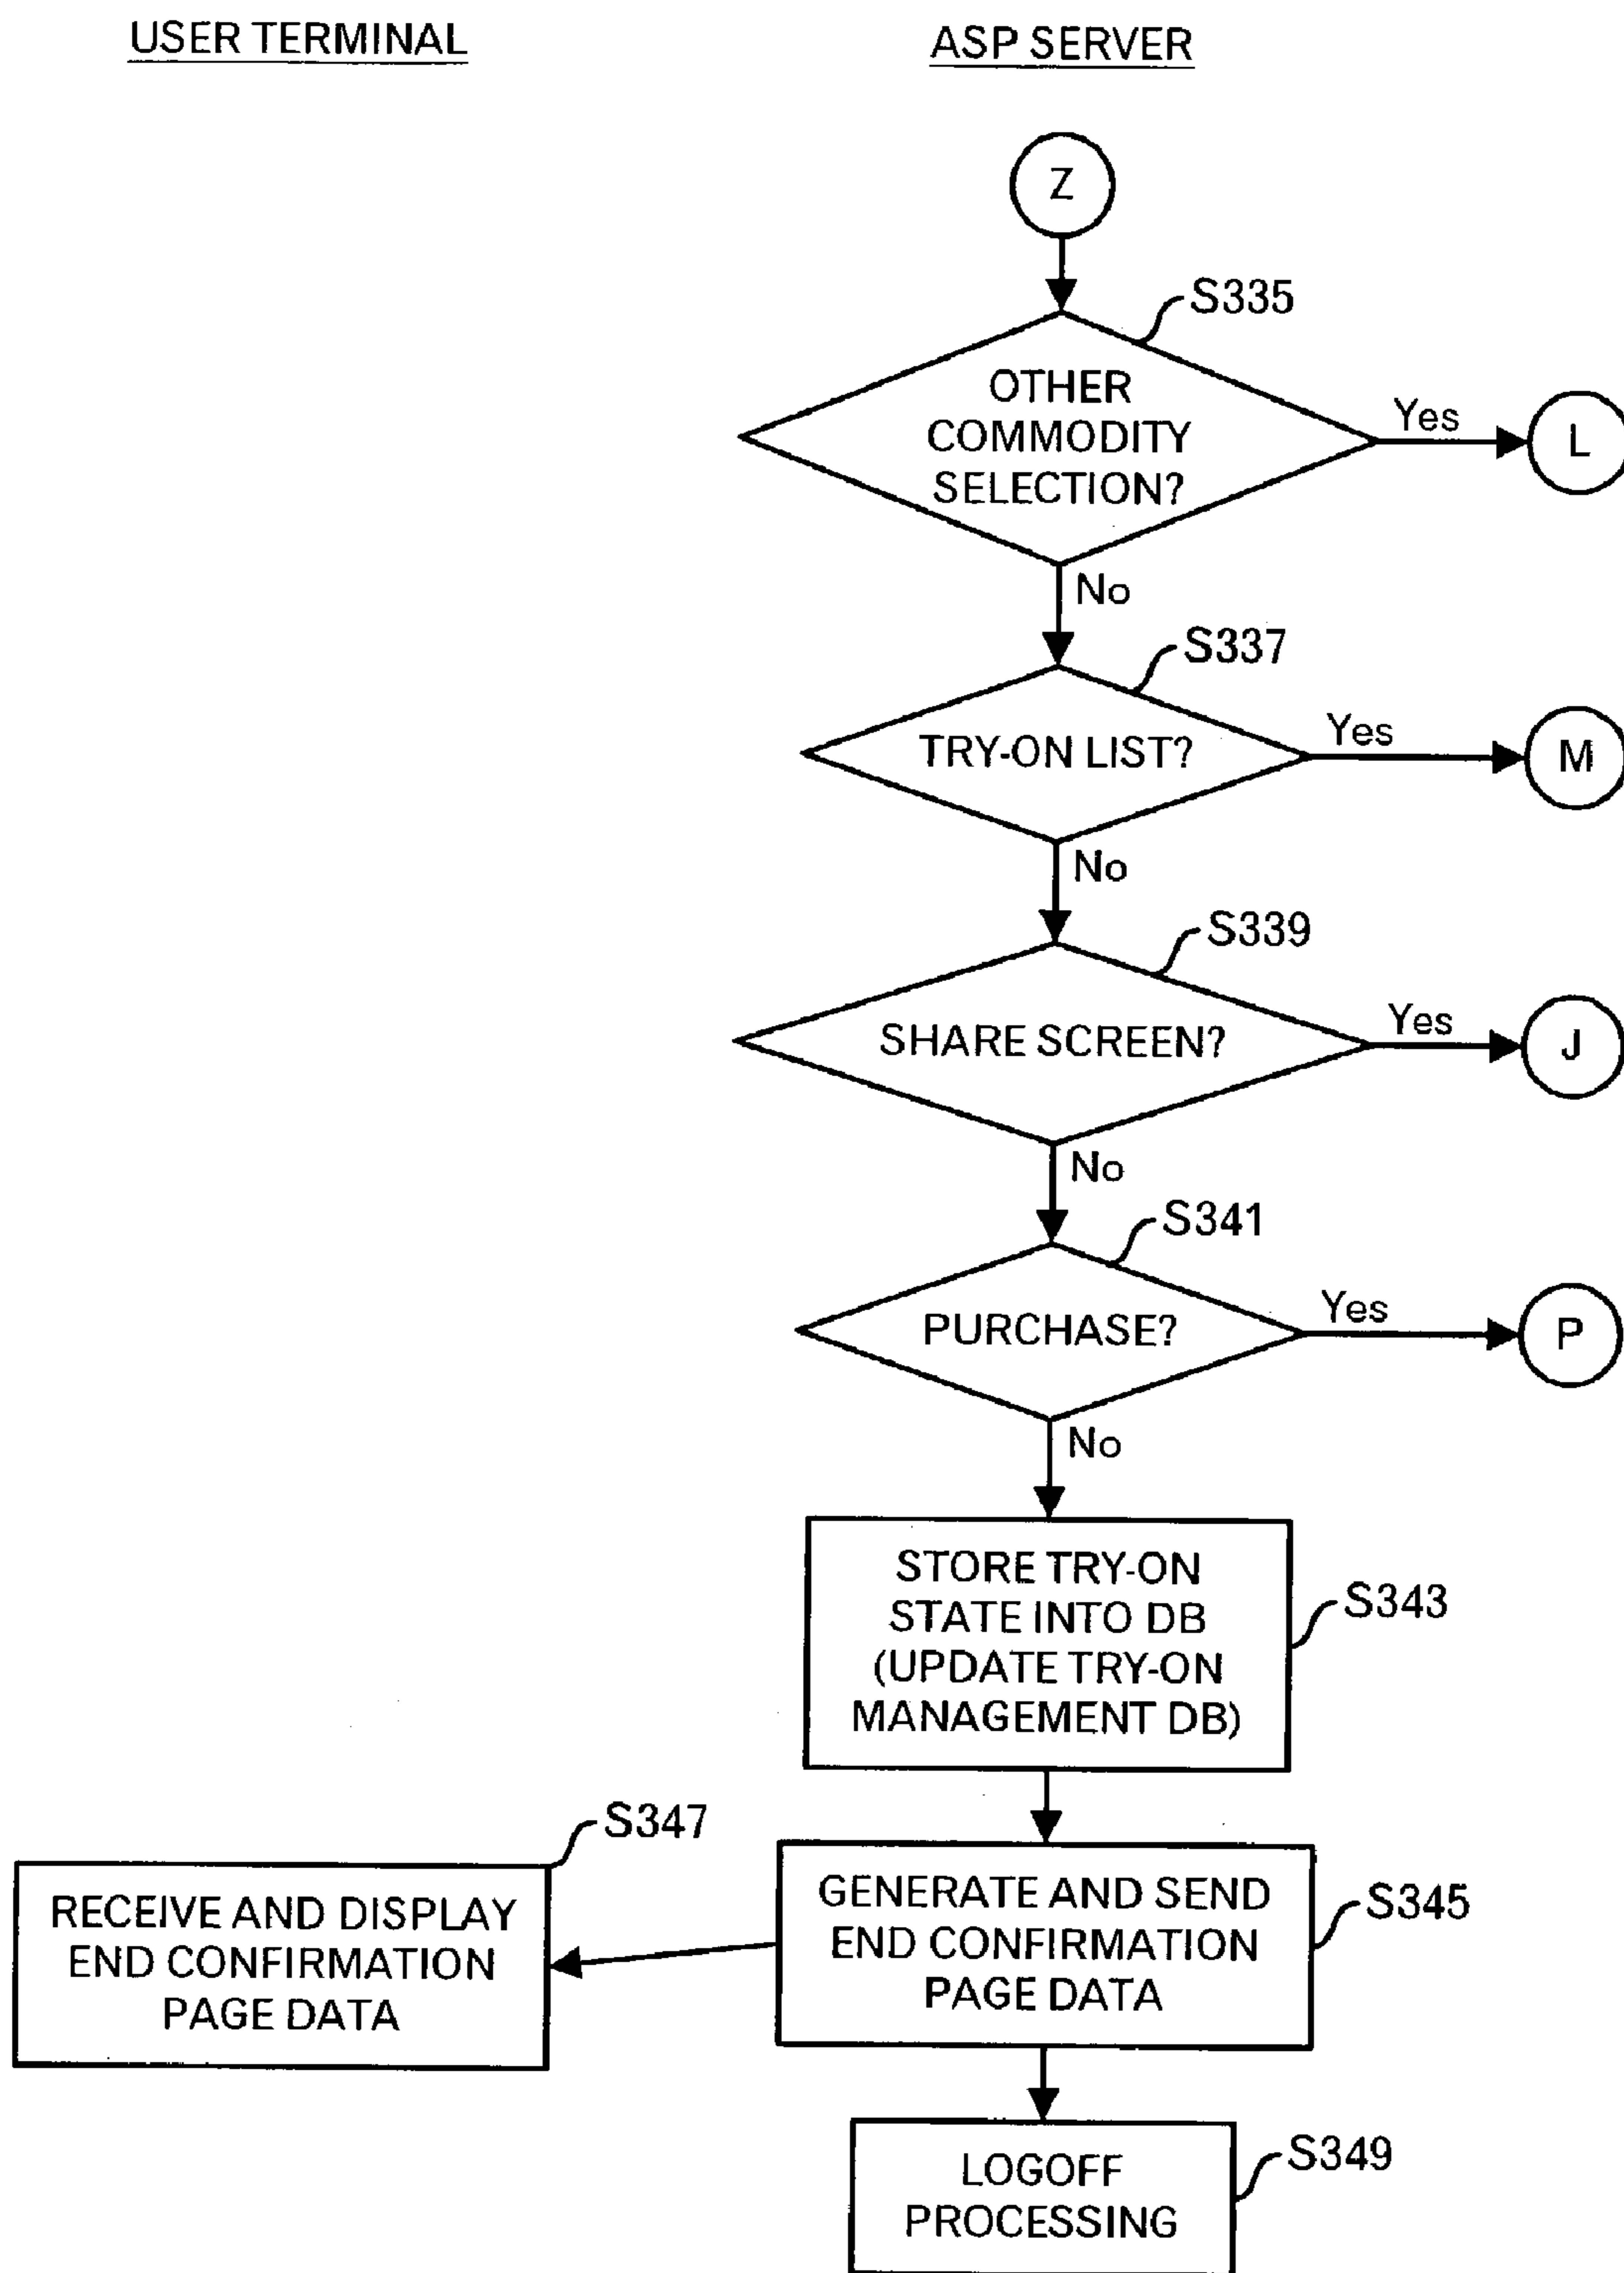 USER TERMINAL
ASP SERVER
Z
S335
OTHER
COMMODITY
SELECTION?
Yes
L
No
S337
TRY-ON LIST?
Yes
M
No
S339
SHARE SCREEN?
Yes
J
No
S341
PURCHASE?
Yes
P
No
STORE TRY-ON
STATE INTO DB
(UPDATE TRY-ON
MANAGEMENT DB)
S343
S347
RECEIVE AND DISPLAY
END CONFIRMATION
PAGE DATA
GENERATE AND SEND
END CONFIRMATION
PAGE DATA
S345
LOGOFF
PROCESSING
S349